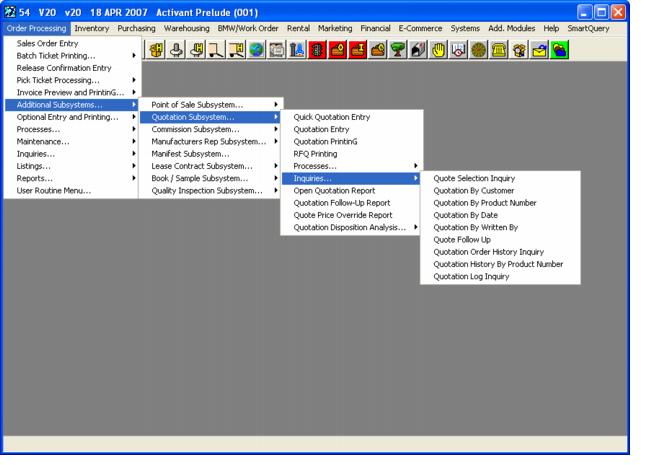 54 V20 v20 18 APR 2007 Activant Prelude (001)
Order Processing Inventory Purchasing Warehousing BMW/Work Order Rental Marketing Financial E-Commerce Systems Add. Modules Help SmartQuery
Sales Order Entry
Batch Ticket Printing...
Release Confirmation Entry
Pick Ticket Processing...
Invoice Preview and PrintinG...
Additional Subsystems...
Optional Entry and Printing...
Processes...
Maintenance...
Inquiries...
Listings...
Reports...
User Routine Menu...
Point of Sale Subsystem...
Quotation Subsystem...
Commission Subsystem...
Manufacturers Rep Subsystem...
Manifest Subsystem...
Lease Contract Subsystem...
Book / Sample Subsystem...
Quality Inspection Subsystem...
Quick Quotation Entry
Quotation Entry
Quotation PrintinG
RFQ Printing
Processes...
Inquiries...
Open Quotation Report
Quotation Follow-Up Report
Quote Price Override Report
Quotation Disposition Analysis...
Quote Selection Inquiry
Quotation By Customer
Quotation By Product Number
Quotation By Date
Quotation By Written By
Quote Follow Up
Quotation Order History Inquiry
Quotation History By Product Number
Quotation Log Inquiry